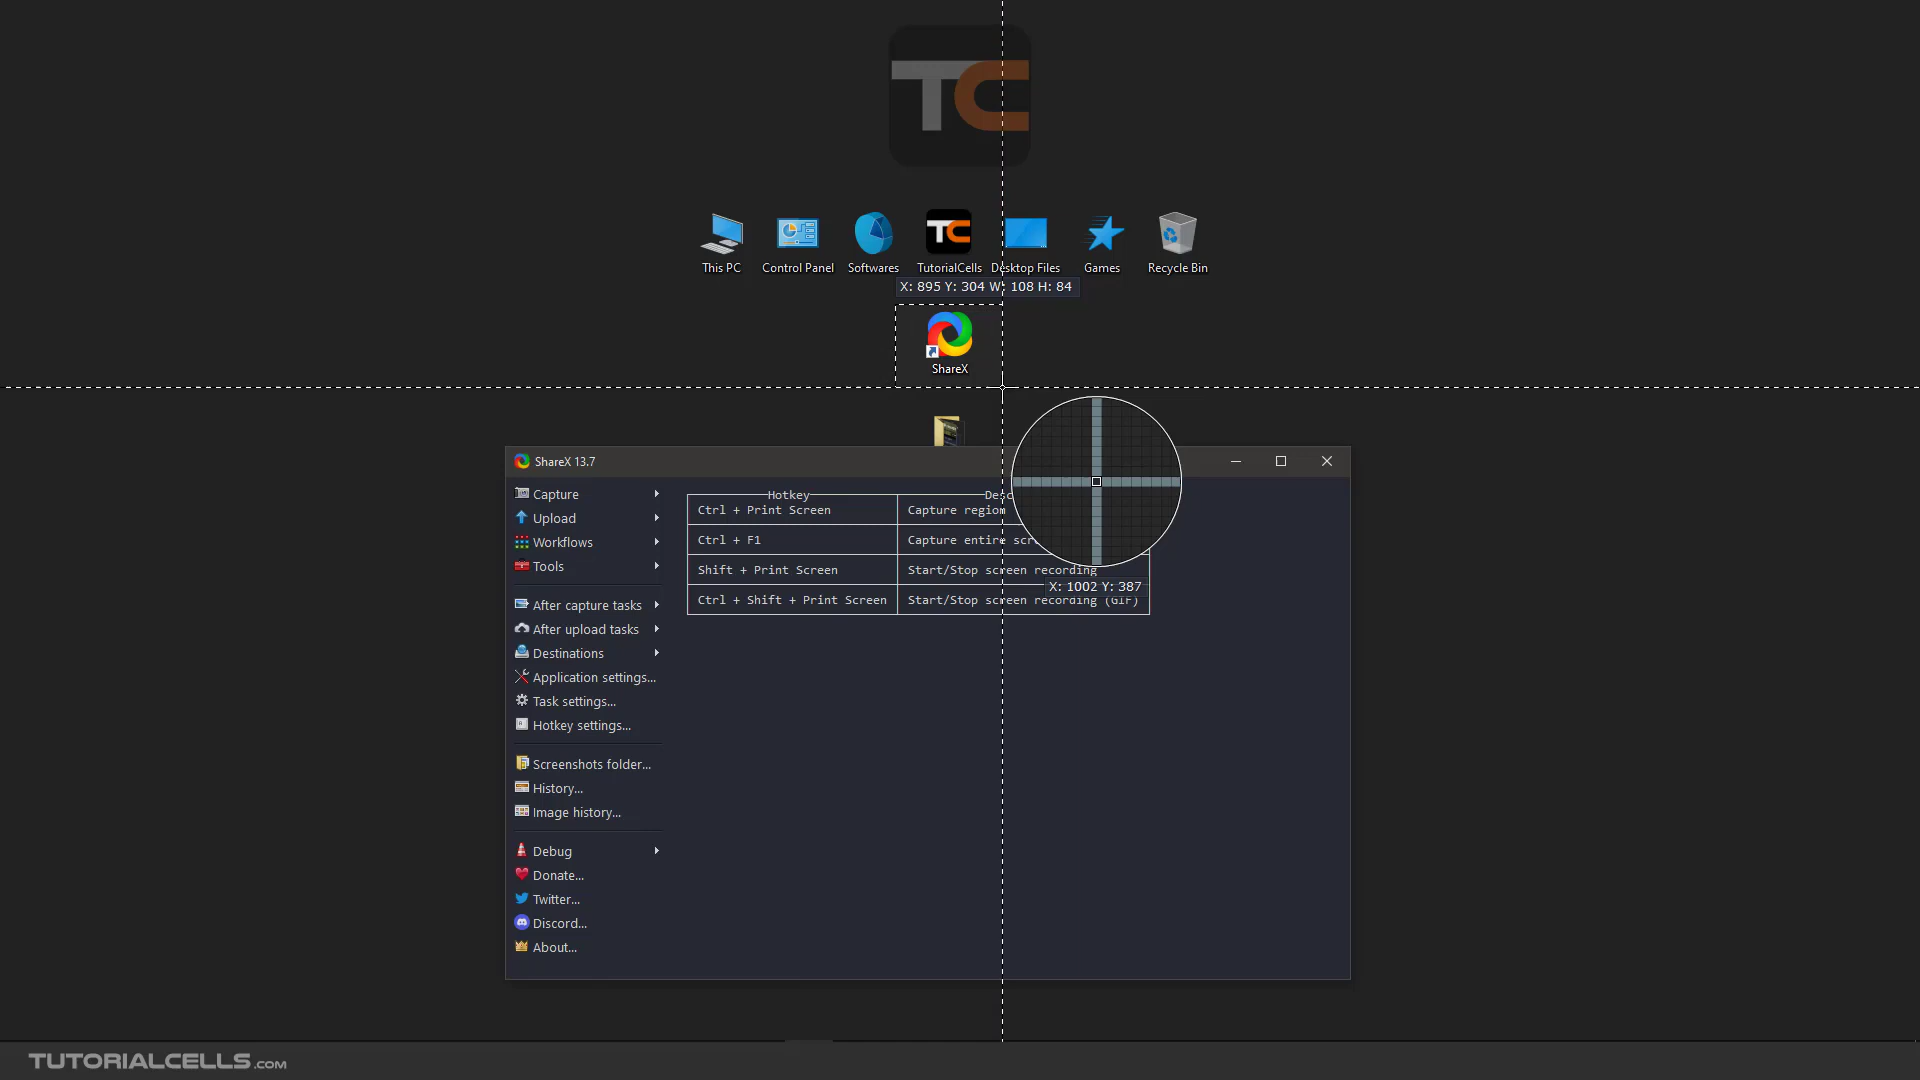 TC
TC
This PC
Control Panel
Softwares
TutorialCells
Desktop Files
Games
Recycle Bin
X: 895 Y: 304 W: 108 H: 84
ShareX
ShareX 13.7
Capture
Upload
Workflows
Tools
After capture tasks
After upload tasks
Destinations
Application settings...
Task settings...
Hotkey settings...
Screenshots folder...
History...
Image history...
Debug
Donate...
Twitter...
Discord...
About...
Hotkey Desc
Ctrl + Print Screen Capture region
Ctrl + F1 Capture entire scr
Shift + Print Screen Start/Stop screen recording
X: 1002 Y: 387
Ctrl + Shift + Print Screen Start/Stop screen recording (GIF)
TUTORIALCELLS.COM